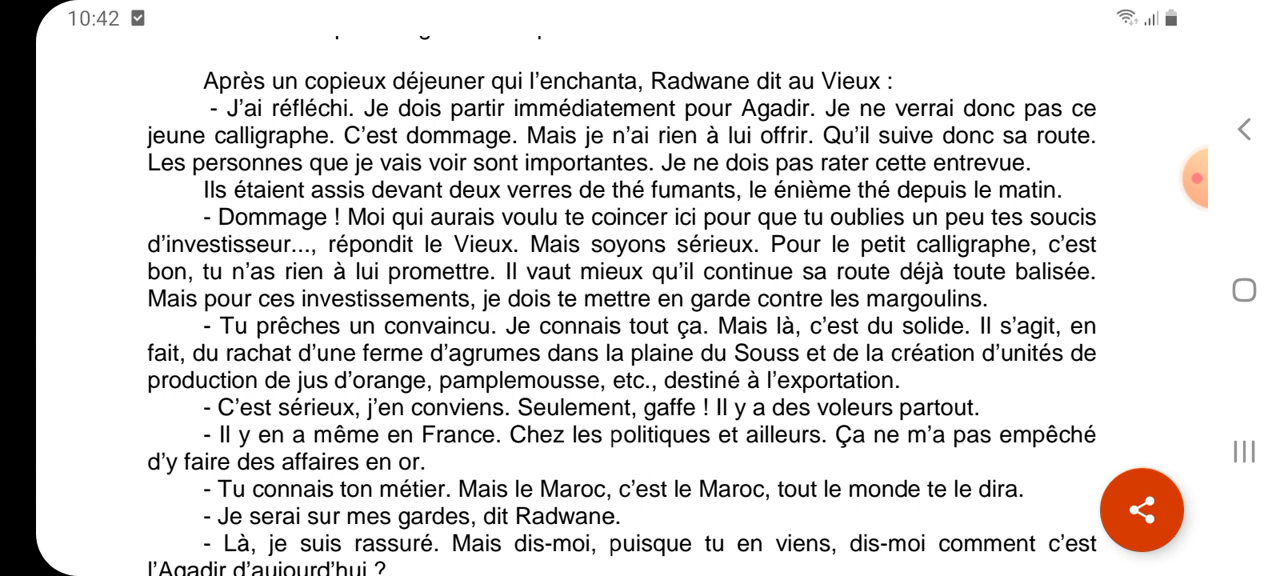 10:42
Après un copieux déjeuner qui l’enchanta, Radwane dit au Vieux :
- J’ai réfléchi. Je dois partir immédiatement pour Agadir. Je ne verrai donc pas ce
jeune calligraphe. C’est dommage. Mais je n’ai rien à lui offrir. Qu’il suive donc sa route.
Les personnes que je vais voir sont importantes. Je ne dois pas rater cette entrevue.
Ils étaient assis devant deux verres de thé fumants, le énième thé depuis le matin.
- Dommage ! Moi qui aurais voulu te coincer ici pour que tu oublies un peu tes soucis
d’investisseur..., répondit le Vieux. Mais soyons sérieux. Pour le petit calligraphe, c’est
bon, tu n’as rien à lui promettre. Il vaut mieux qu’il continue sa route déjà toute balisée.
Mais pour ces investissements, je dois te mettre en garde contre les margoulins.
- Tu prêches un convaincu. Je connais tout ça. Mais là, c’est du solide. Il s’agit, en
fait, du rachat d’une ferme d’agrumes dans la plaine du Souss et de la création d’unités de
production de jus d’orange, pamplemousse, etc., destiné à l’exportation.
- C’est sérieux, j’en conviens. Seulement, gaffe ! Il y a des voleurs partout.
- Il y en a même en France. Chez les politiques et ailleurs. Ça ne m’a pas empêché
d’y faire des affaires en or.
- Tu connais ton métier. Mais le Maroc, c’est le Maroc, tout le monde te le dira.
- Je serai sur mes gardes, dit Radwane.
- Là, je suis rassuré. Mais dis-moi, puisque tu en viens, dis-moi comment c’est
l’Agadir d’aujourd’hui ?